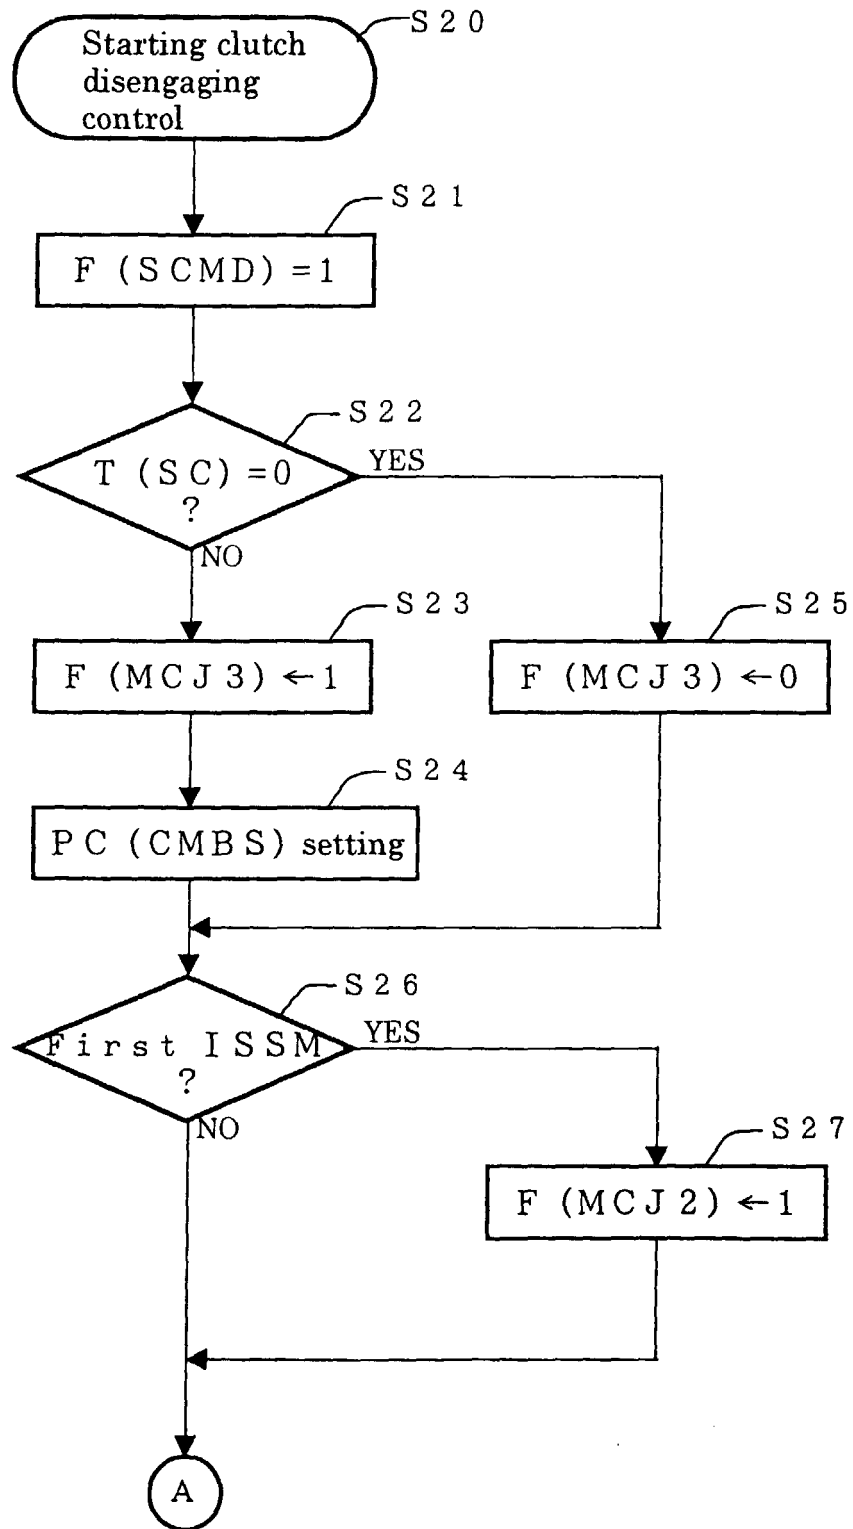 S20
Starting clutch
disengaging
control
S21
F (SCMD) =1
S22
T (SC) =0
?
YES
NO
S23
F (MCJ3) ←1
S25
F (MCJ3) ←0
S24
PC (CMBS) setting
S26
First ISSM
?
YES
NO
S27
F (MCJ2) ←1
A